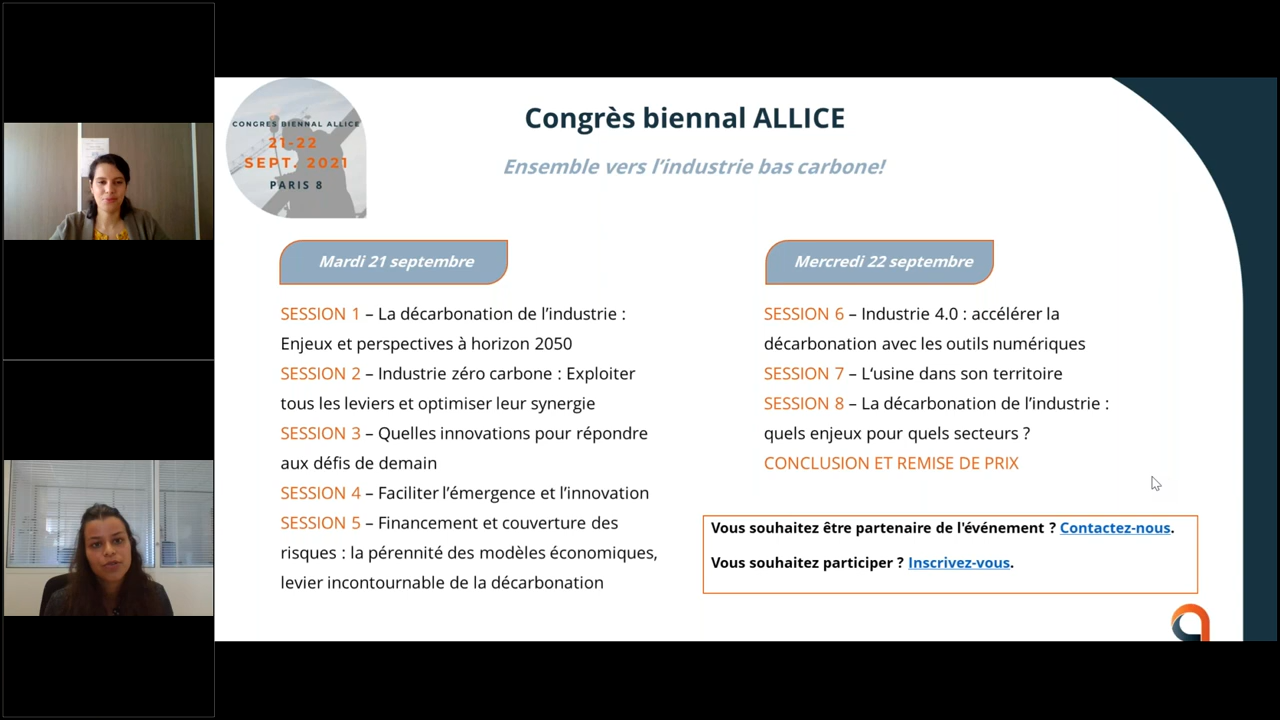 CONGRÈS BIENNAL ALLICE
21-22
SEPT. 2021
PARIS 8
Congrès biennal ALLICE
Ensemble vers l’industrie bas carbone!
Mardi 21 septembre
SESSION 1 – La décarbonation de l’industrie :
Enjeux et perspectives à horizon 2050
SESSION 2 – Industrie zéro carbone : Exploiter
tous les leviers et optimiser leur synergie
SESSION 3 – Quelles innovations pour répondre
aux défis de demain
SESSION 4 – Faciliter l’émergence et l’innovation
SESSION 5 – Financement et couverture des
risques : la pérennité des modèles économiques,
levier incontournable de la décarbonation
Mercredi 22 septembre
SESSION 6 – Industrie 4.0 : accélérer la
décarbonation avec les outils numériques
SESSION 7 – L‘usine dans son territoire
SESSION 8 – La décarbonation de l’industrie :
quels enjeux pour quels secteurs ?
CONCLUSION ET REMISE DE PRIX
Vous souhaitez être partenaire de l'événement ? Contactez-nous.
Vous souhaitez participer ? Inscrivez-vous.